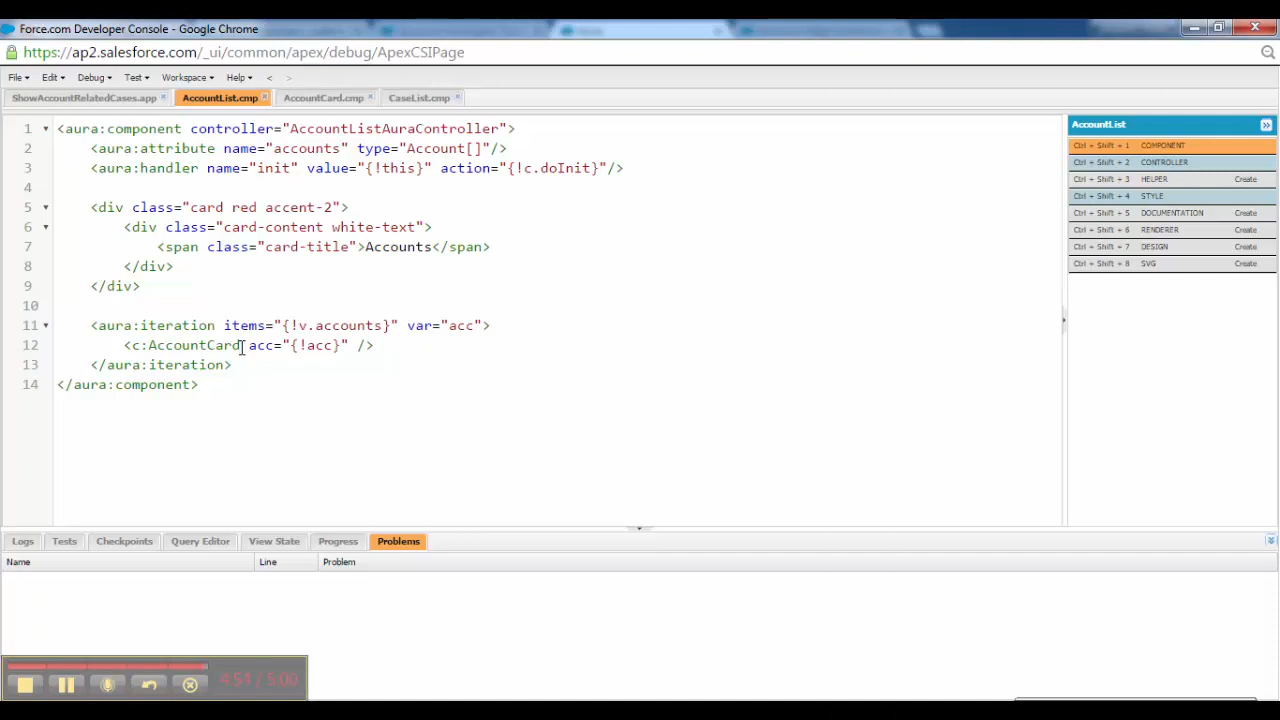 Force.com Developer Console - Google Chrome
https://ap2.salesforce.com/_ui/common/apex/debug/ApexCSIPage
File Edit Debug Test Workspace Help < >
ShowAccountRelatedCases.app AccountList.cmp AccountCard.cmp CaseList.cmp
1 <aura:component controller="AccountListAuraController">
2 <aura:attribute name="accounts" type="Account[]"/>
3 <aura:handler name="init" value="{!this}" action="{!c.doInit}"/>
4
5 <div class="card red accent-2">
6 <div class="card-content white-text">
7 <span class="card-title">Accounts</span>
8 </div>
9 </div>
10
11 <aura:iteration items="{!v.accounts}" var="acc">
12 <c:AccountCard acc="{!acc}" />
13 </aura:iteration>
14 </aura:component>
AccountList
Ctrl + Shift + 1 COMPONENT
Ctrl + Shift + 2 CONTROLLER
Ctrl + Shift + 3 HELPER Create
Ctrl + Shift + 4 STYLE
Ctrl + Shift + 5 DOCUMENTATION Create
Ctrl + Shift + 6 RENDERER Create
Ctrl + Shift + 7 DESIGN Create
Ctrl + Shift + 8 SVG Create
Logs Tests Checkpoints Query Editor View State Progress Problems
Name Line Problem
4:54 / 5:00